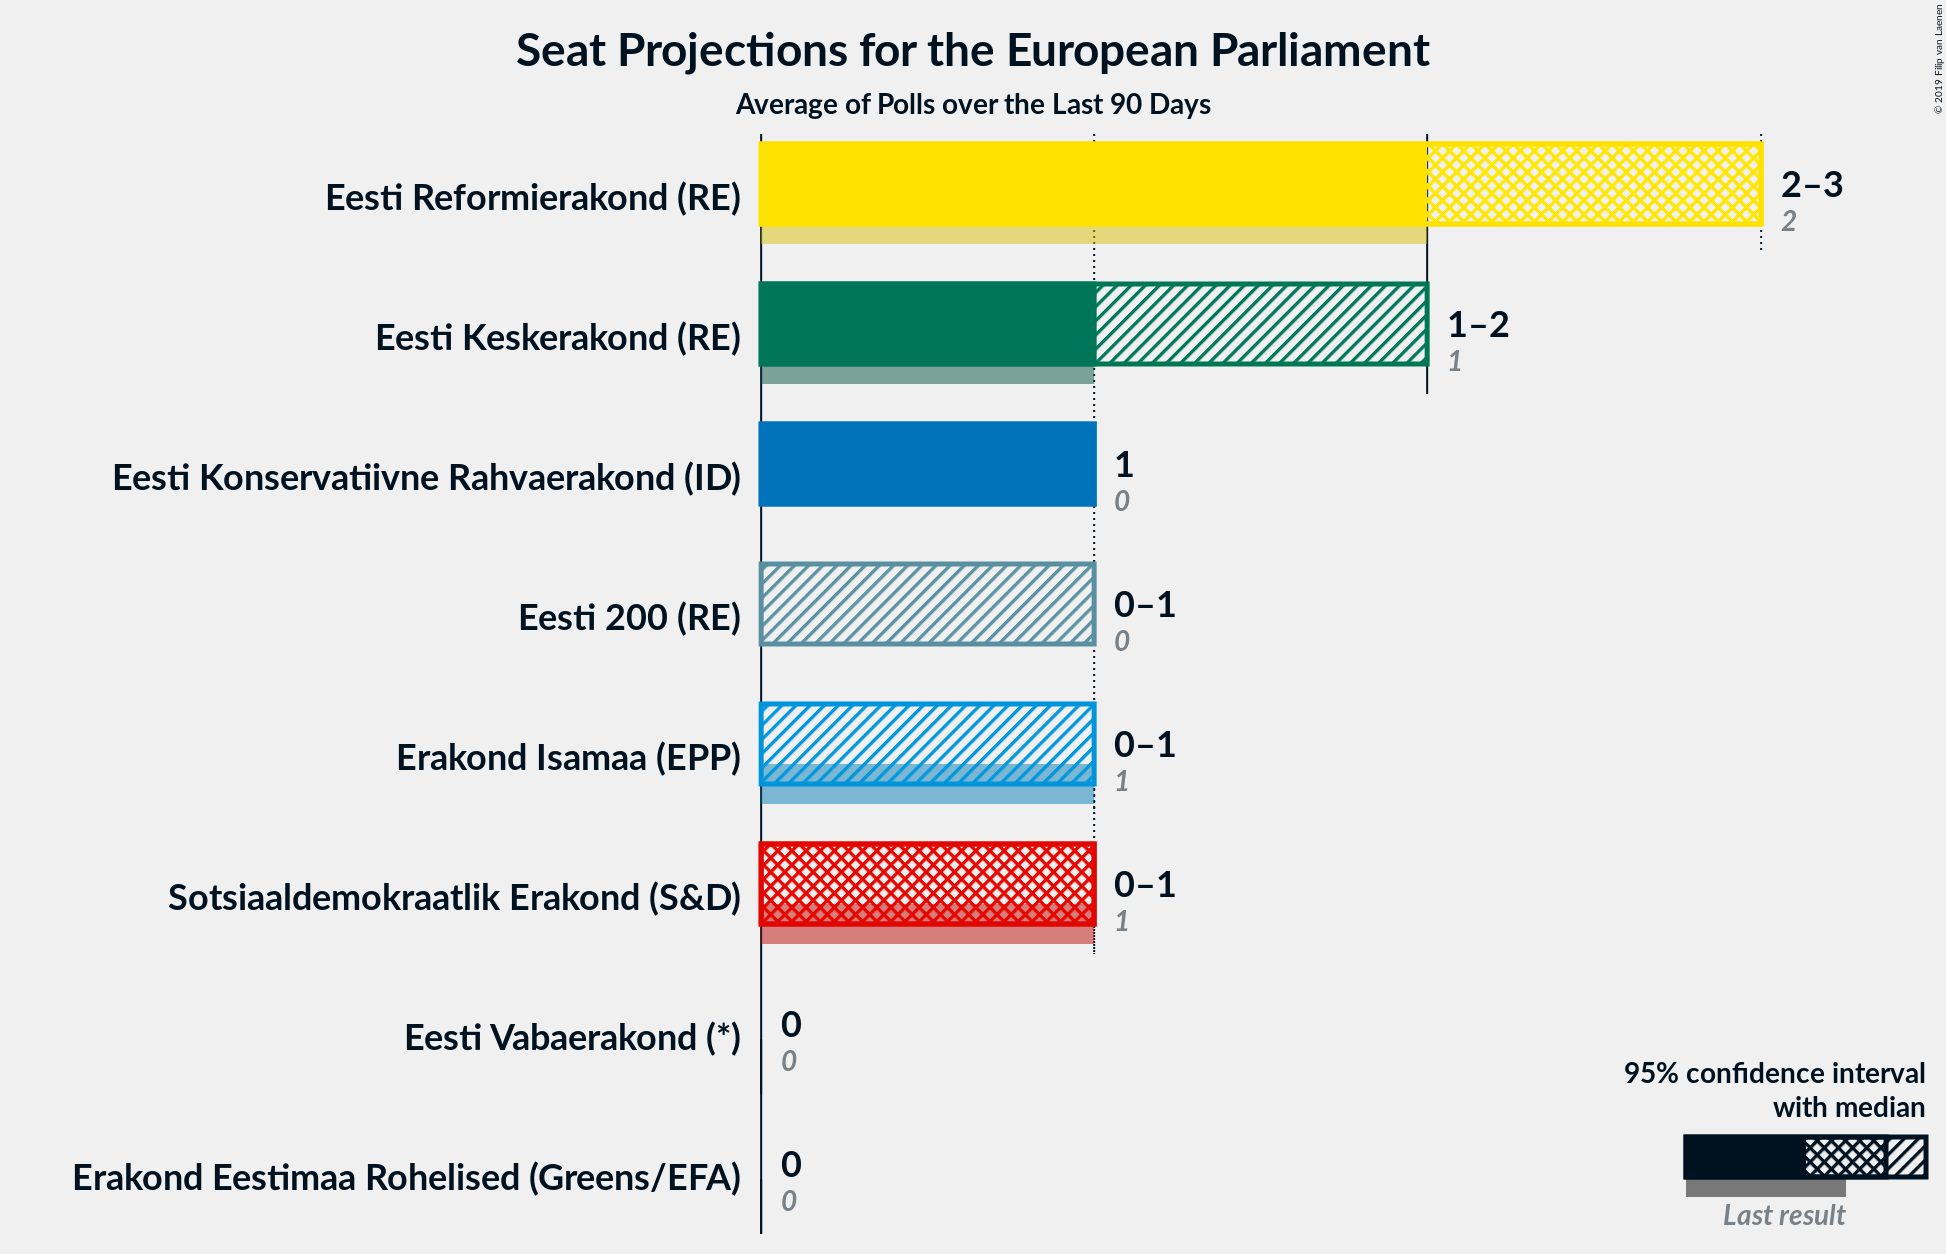 Seat Projections for the European Parliament
Average of Polls over the Last 90 Days
© 2019 Filip van Laenen
Eesti Reformierakond (RE)
2–3
2
Eesti Keskerakond (RE)
1–2
1
Eesti Konservatiivne Rahvaerakond (ID)
1
0
Eesti 200 (RE)
0–1
0
Erakond Isamaa (EPP)
0–1
1
Sotsiaaldemokraatlik Erakond (S&D)
0–1
1
Eesti Vabaerakond (*)
0
0
Erakond Eestimaa Rohelised (Greens/EFA)
0
0
95% confidence interval
with median
Last result